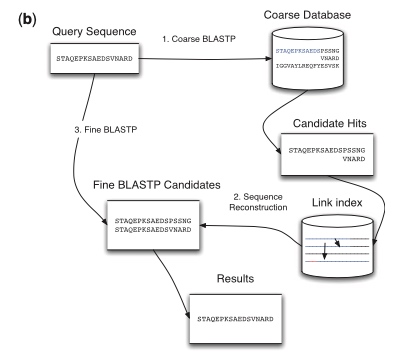 (b)
Query Sequence
STAQEPKSAEDSVNARD
1. Coarse BLASTP
Coarse Database
STAQEPKSAEDSPSSNG
VNARD
IGGVAYLREQFYESVSK
Candidate Hits
STAQEPKSAEDSPSSNG
VNARD
3. Fine BLASTP
Fine BLASTP Candidates
STAQEPKSAEDSPSSNG
STAQEPKSAEDSVNARD
2. Sequence
Reconstruction
Link index
Results
STAQEPKSAEDSVNARD